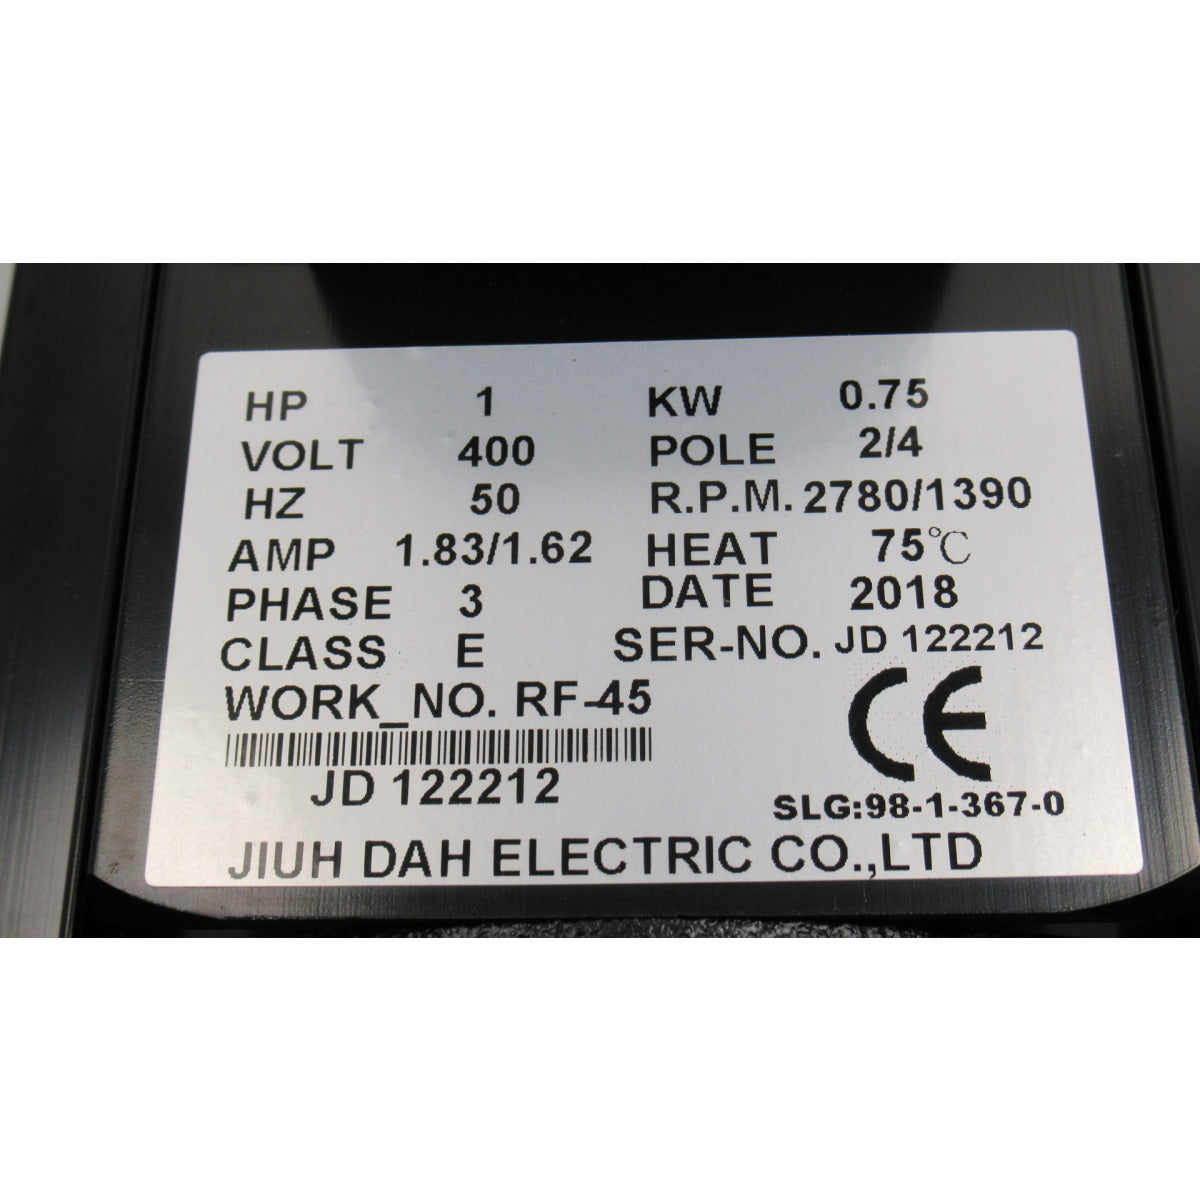 HP 1 KW 0.75
VOLT 400 POLE 2/4
HZ 50 R.P.M. 2780/1390
AMP 1.83/1.62 HEAT 75℃
PHASE 3 DATE 2018
CLASS E SER-NO. JD 122212
WORK_NO. RF-45
JD 122212
CE
SLG:98-1-367-0
JIUH DAH ELECTRIC CO.,LTD